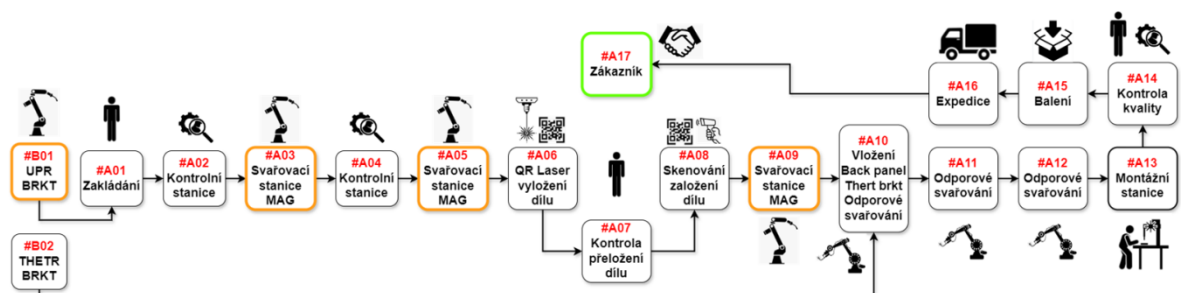 #A17
Zákazník
#A16
Expedice
#A15
Balení
#A14
Kontrola
kvality
#B01
UPR
BRKT
#A01
Zakládání
#A02
Kontrolní
stanice
#A03
Svařovací
stanice
MAG
#A04
Kontrolní
stanice
#A05
Svařovací
stanice
MAG
#A06
QR Laser
vyložení
dílu
#A07
Kontrola
přeložení
dílu
#A08
Skenování
založení
dílu
#A09
Svařovací
stanice
MAG
#A10
Vložení
Back panel
Thert brkt
Odporové
svařování
#A11
Odporové
svařování
#A12
Odporové
svařování
#A13
Montážní
stanice
#B02
THETR
BRKT